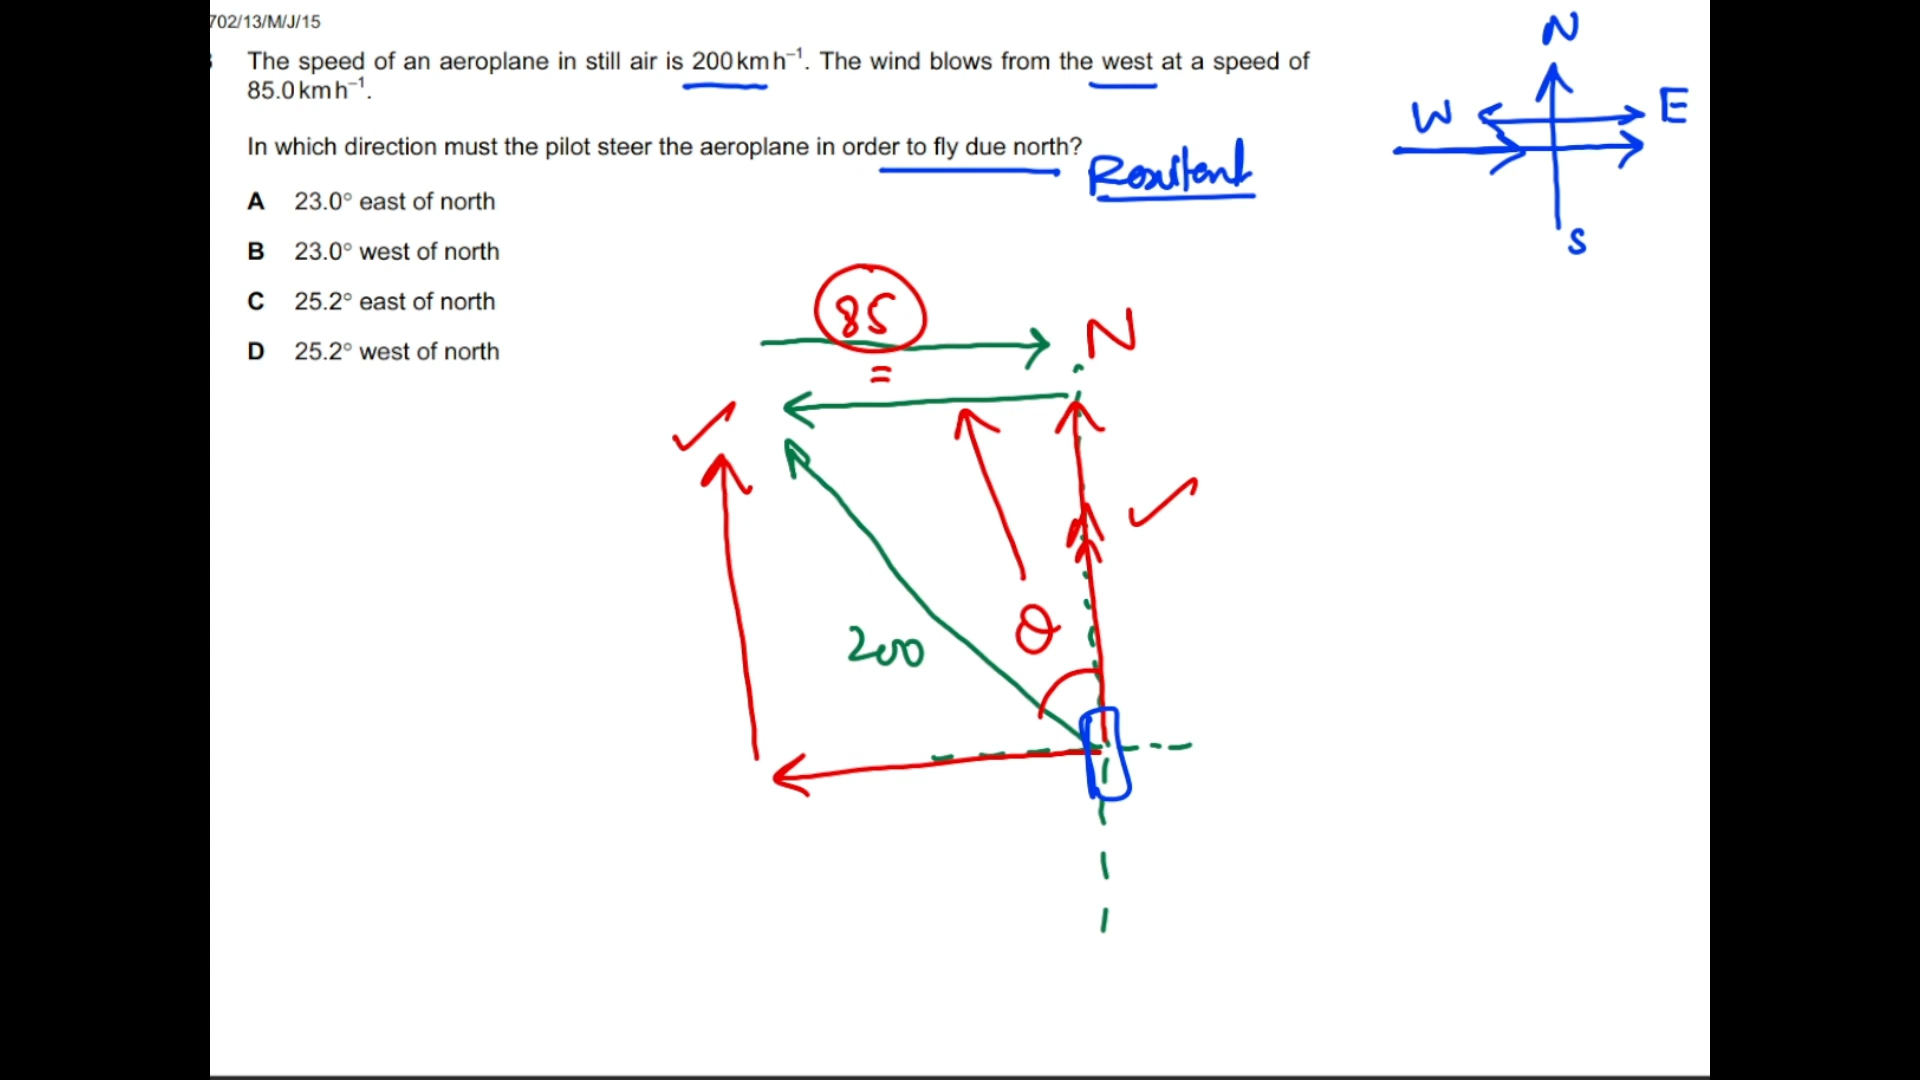 702/13/M/J/15
The speed of an aeroplane in still air is 200 km h⁻¹. The wind blows from the west at a speed of
85.0 km h⁻¹.
In which direction must the pilot steer the aeroplane in order to fly due north?
A 23.0° east of north
B 23.0° west of north
C 25.2° east of north
D 25.2° west of north
N
W E
S
85
=
N
θ
200